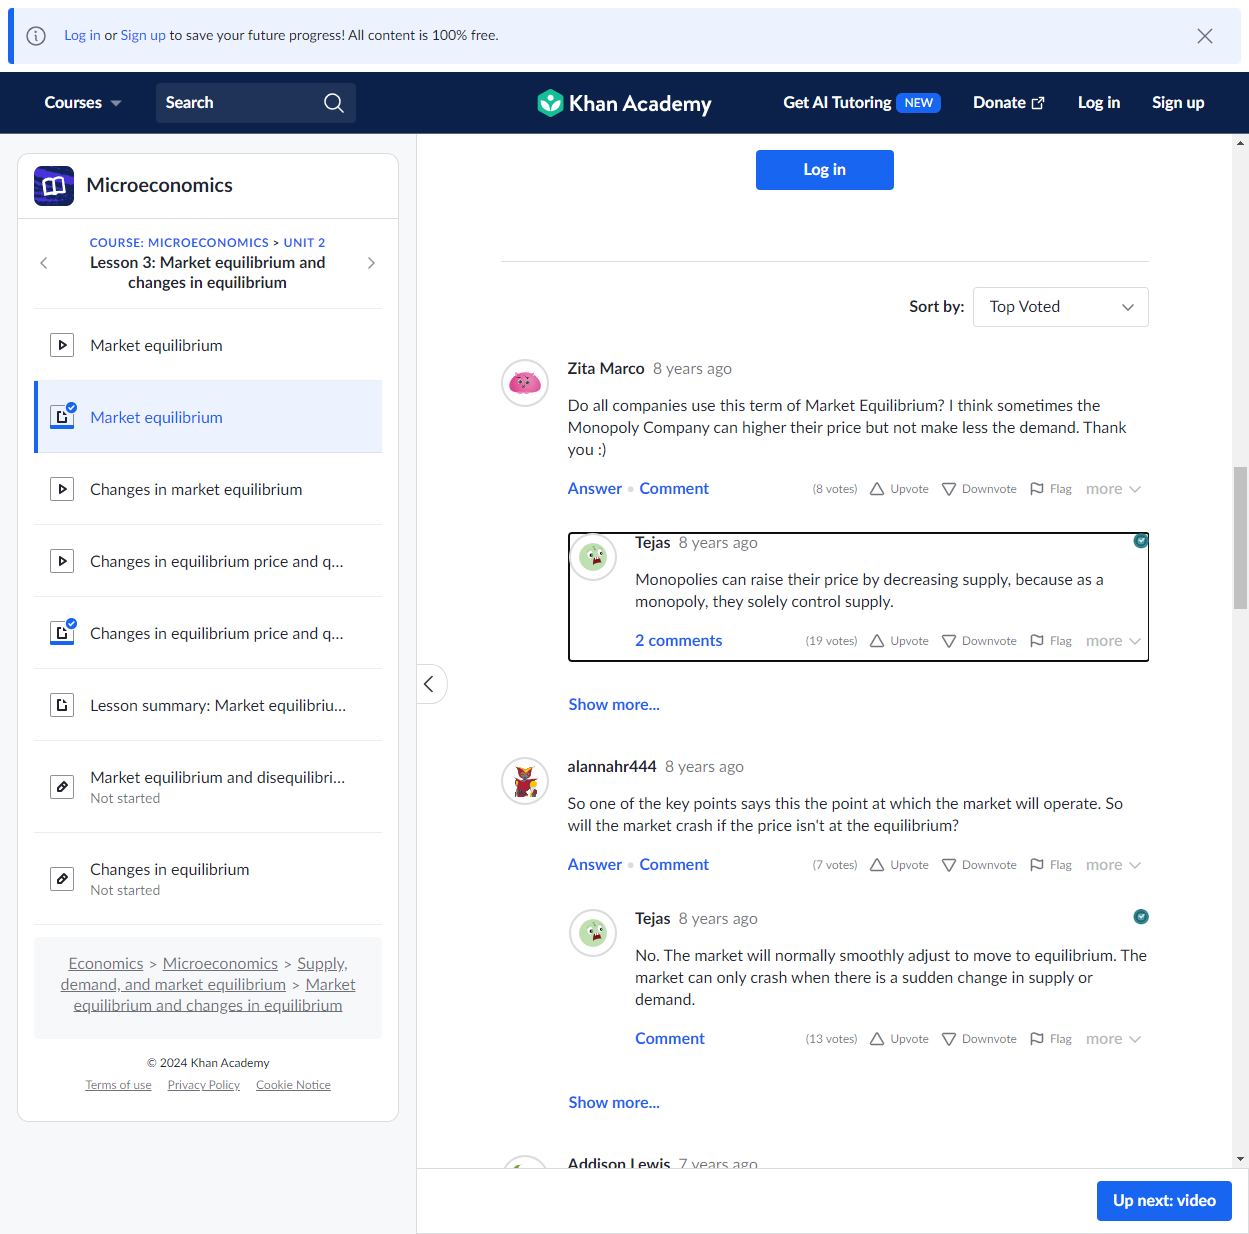 Log in or Sign up to save your future progress! All content is 100% free.
Courses
Search
Khan Academy
Get AI Tutoring NEW
Donate
Log in
Sign up
Microeconomics
COURSE: MICROECONOMICS > UNIT 2
Lesson 3: Market equilibrium and
changes in equilibrium
Market equilibrium
Market equilibrium
Changes in market equilibrium
Changes in equilibrium price and q...
Changes in equilibrium price and q...
Lesson summary: Market equilibriu...
Market equilibrium and disequilibri...
Not started
Changes in equilibrium
Not started
Economics > Microeconomics > Supply,
demand, and market equilibrium > Market
equilibrium and changes in equilibrium
© 2024 Khan Academy
Terms of use Privacy Policy Cookie Notice
Log in
Sort by: Top Voted
Zita Marco 8 years ago
Do all companies use this term of Market Equilibrium? I think sometimes the
Monopoly Company can higher their price but not make less the demand. Thank
you :)
Answer • Comment (8 votes) Upvote Downvote Flag more
Tejas 8 years ago
Monopolies can raise their price by decreasing supply, because as a
monopoly, they solely control supply.
2 comments (19 votes) Upvote Downvote Flag more
Show more...
alannahr444 8 years ago
So one of the key points says this the point at which the market will operate. So
will the market crash if the price isn't at the equilibrium?
Answer • Comment (7 votes) Upvote Downvote Flag more
Tejas 8 years ago
No. The market will normally smoothly adjust to move to equilibrium. The
market can only crash when there is a sudden change in supply or
demand.
Comment (13 votes) Upvote Downvote Flag more
Show more...
Addison Lewis 7 years ago
Up next: video